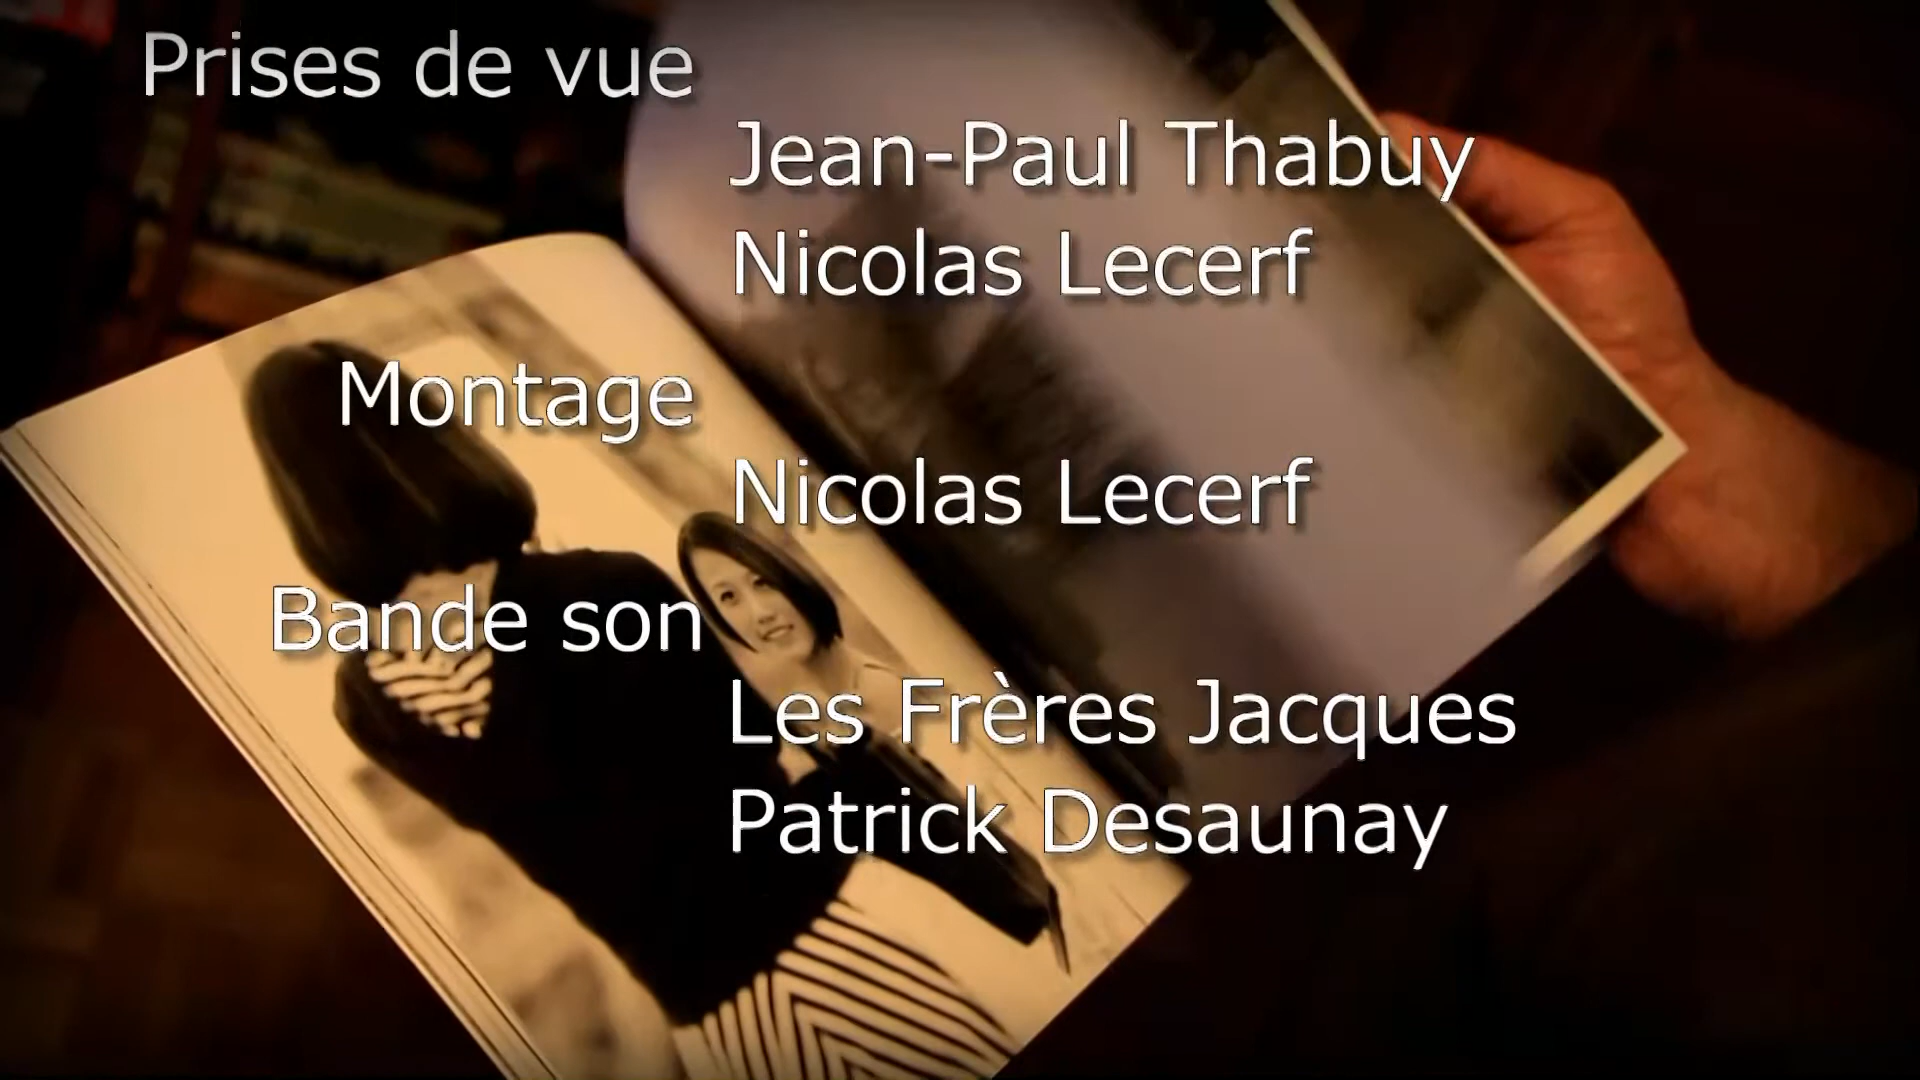 Prises de vue
Jean-Paul Thabuy
Nicolas Lecerf
Montage
Nicolas Lecerf
Bande son
Les Frères Jacques
Patrick Desaunay